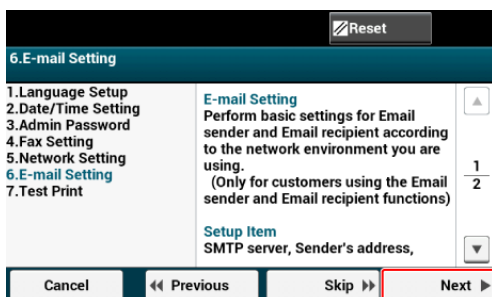 Reset
6.E-mail Setting
1.Language Setup
2.Date/Time Setting
3.Admin Password
4.Fax Setting
5.Network Setting
6.E-mail Setting
7.Test Print
E-mail Setting
Perform basic settings for Email
sender and Email recipient according
to the network environment you are
using.
(Only for customers using the Email
sender and Email recipient functions)
Setup Item
SMTP server, Sender's address,
1
2
Cancel
Previous
Skip
Next